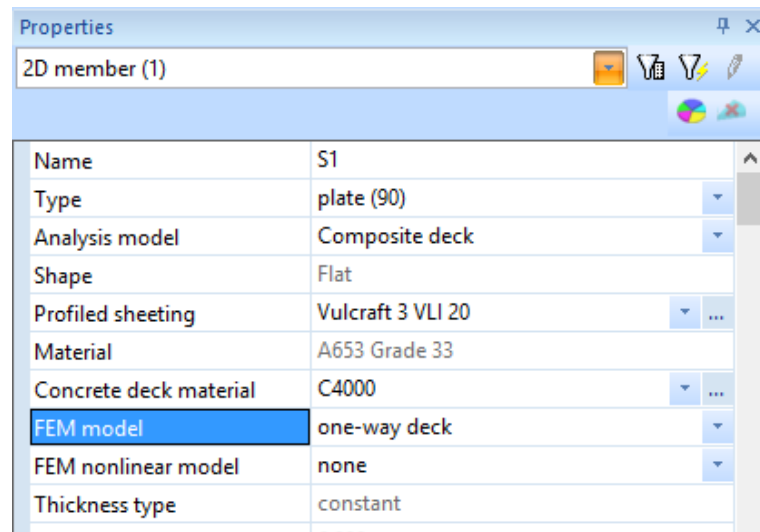 Properties
2D member (1)
Name S1
Type plate (90)
Analysis model Composite deck
Shape Flat
Profiled sheeting Vulcraft 3 VLI 20 ...
Material A653 Grade 33
Concrete deck material C4000 ...
FEM model one-way deck
FEM nonlinear model none
Thickness type constant